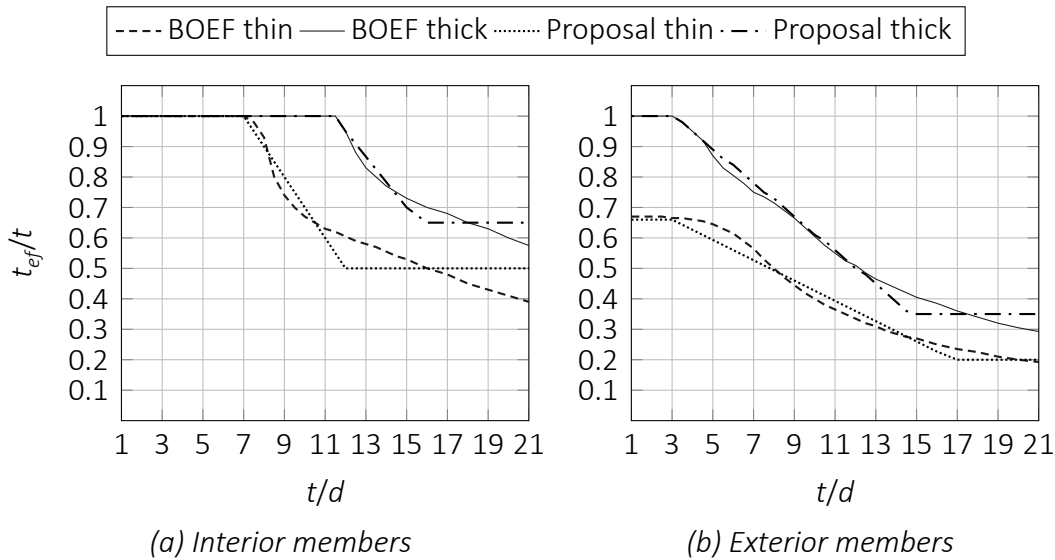 BOEF thin BOEF thick Proposal thin Proposal thick
1
0.9
0.8
0.7
0.6
0.5
0.4
0.3
0.2
0.1
t_ef/t
1 3 5 7 9 11 13 15 17 19 21
t/d
(a) Interior members
1
0.9
0.8
0.7
0.6
0.5
0.4
0.3
0.2
0.1
1 3 5 7 9 11 13 15 17 19 21
t/d
(b) Exterior members